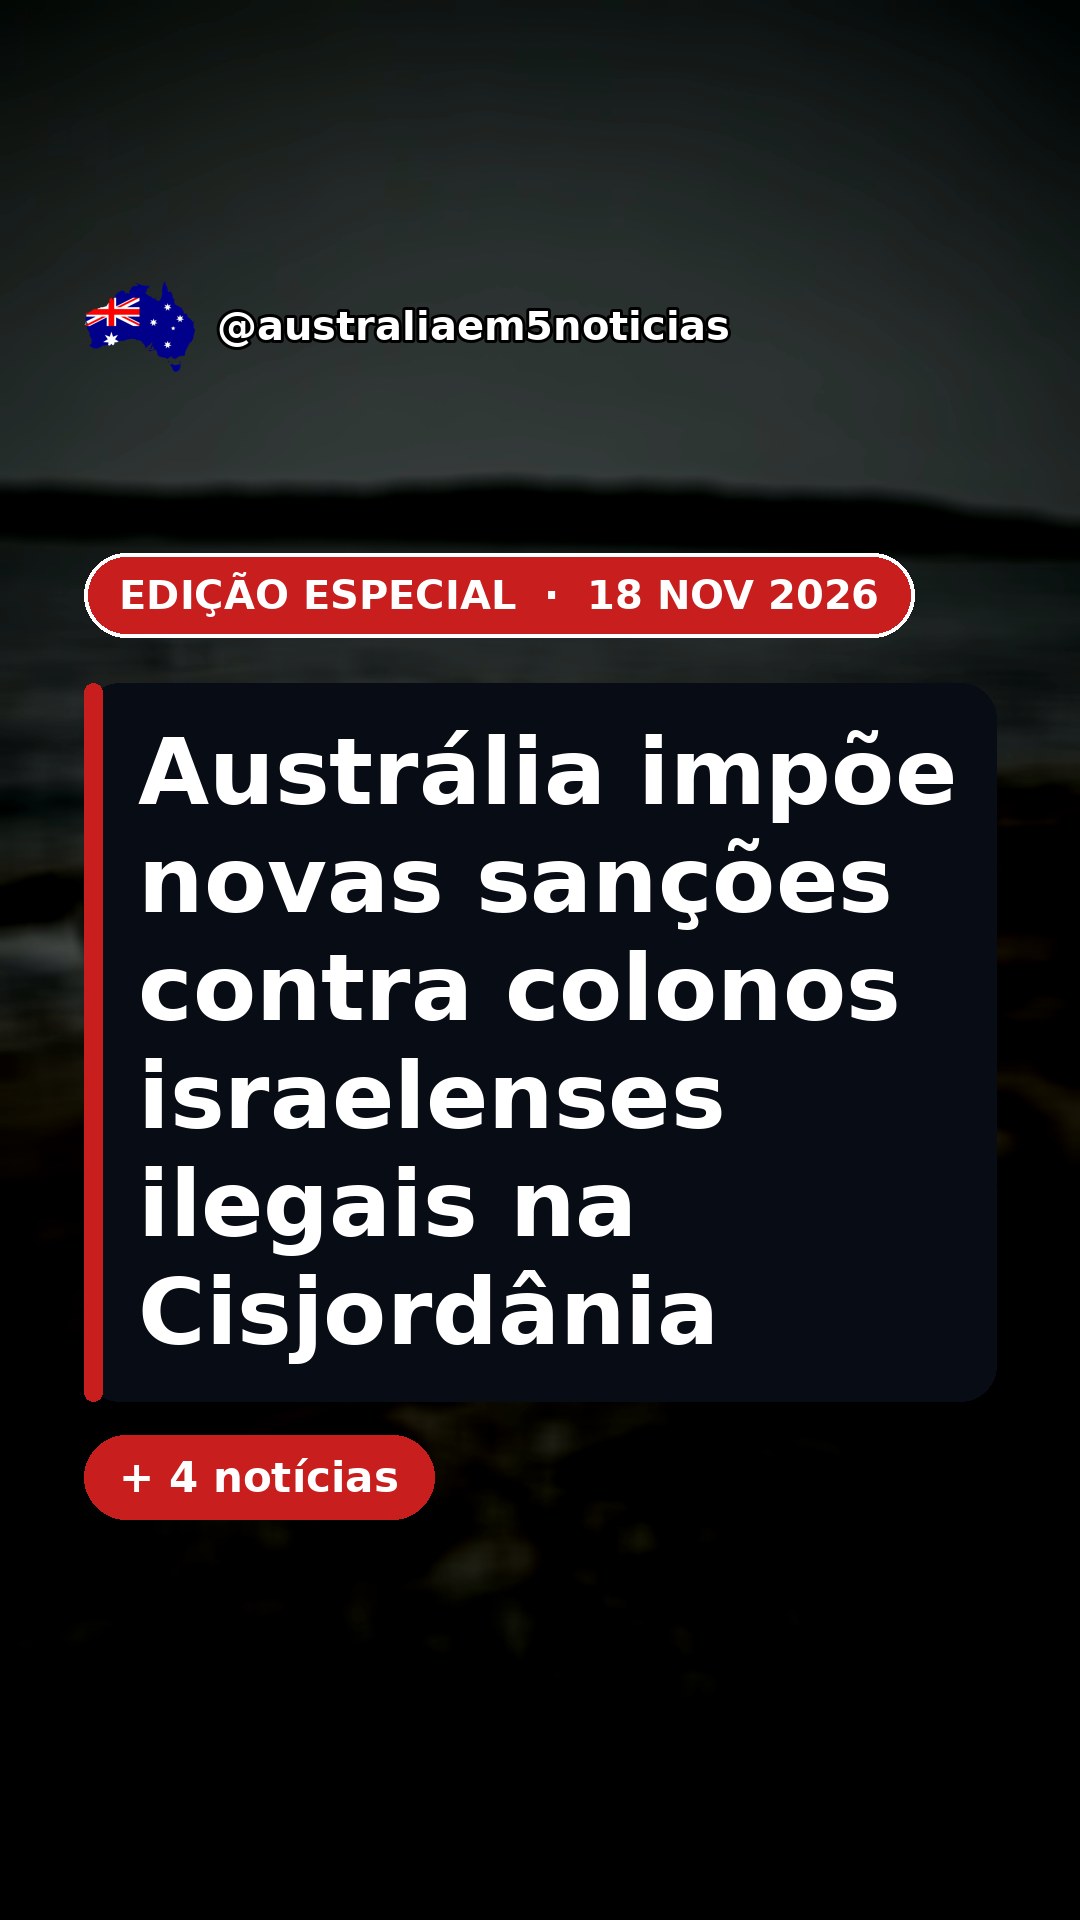 @australiaem5noticias
EDIÇÃO ESPECIAL · 18 NOV 2026
Austrália impõe
novas sanções
contra colonos
israelenses
ilegais na
Cisjordânia
+ 4 notícias